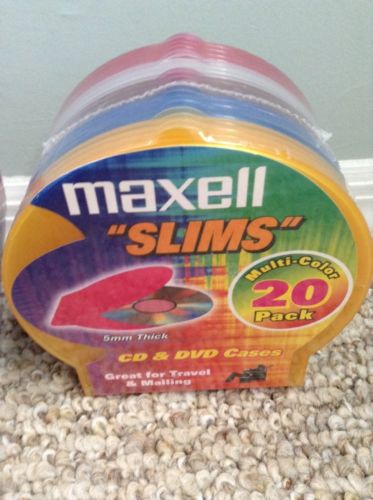 maxell
"SLIMS"
Multi-Color
20
Pack
5mm Thick
CD & DVD Cases
Great for Travel
& Mailing